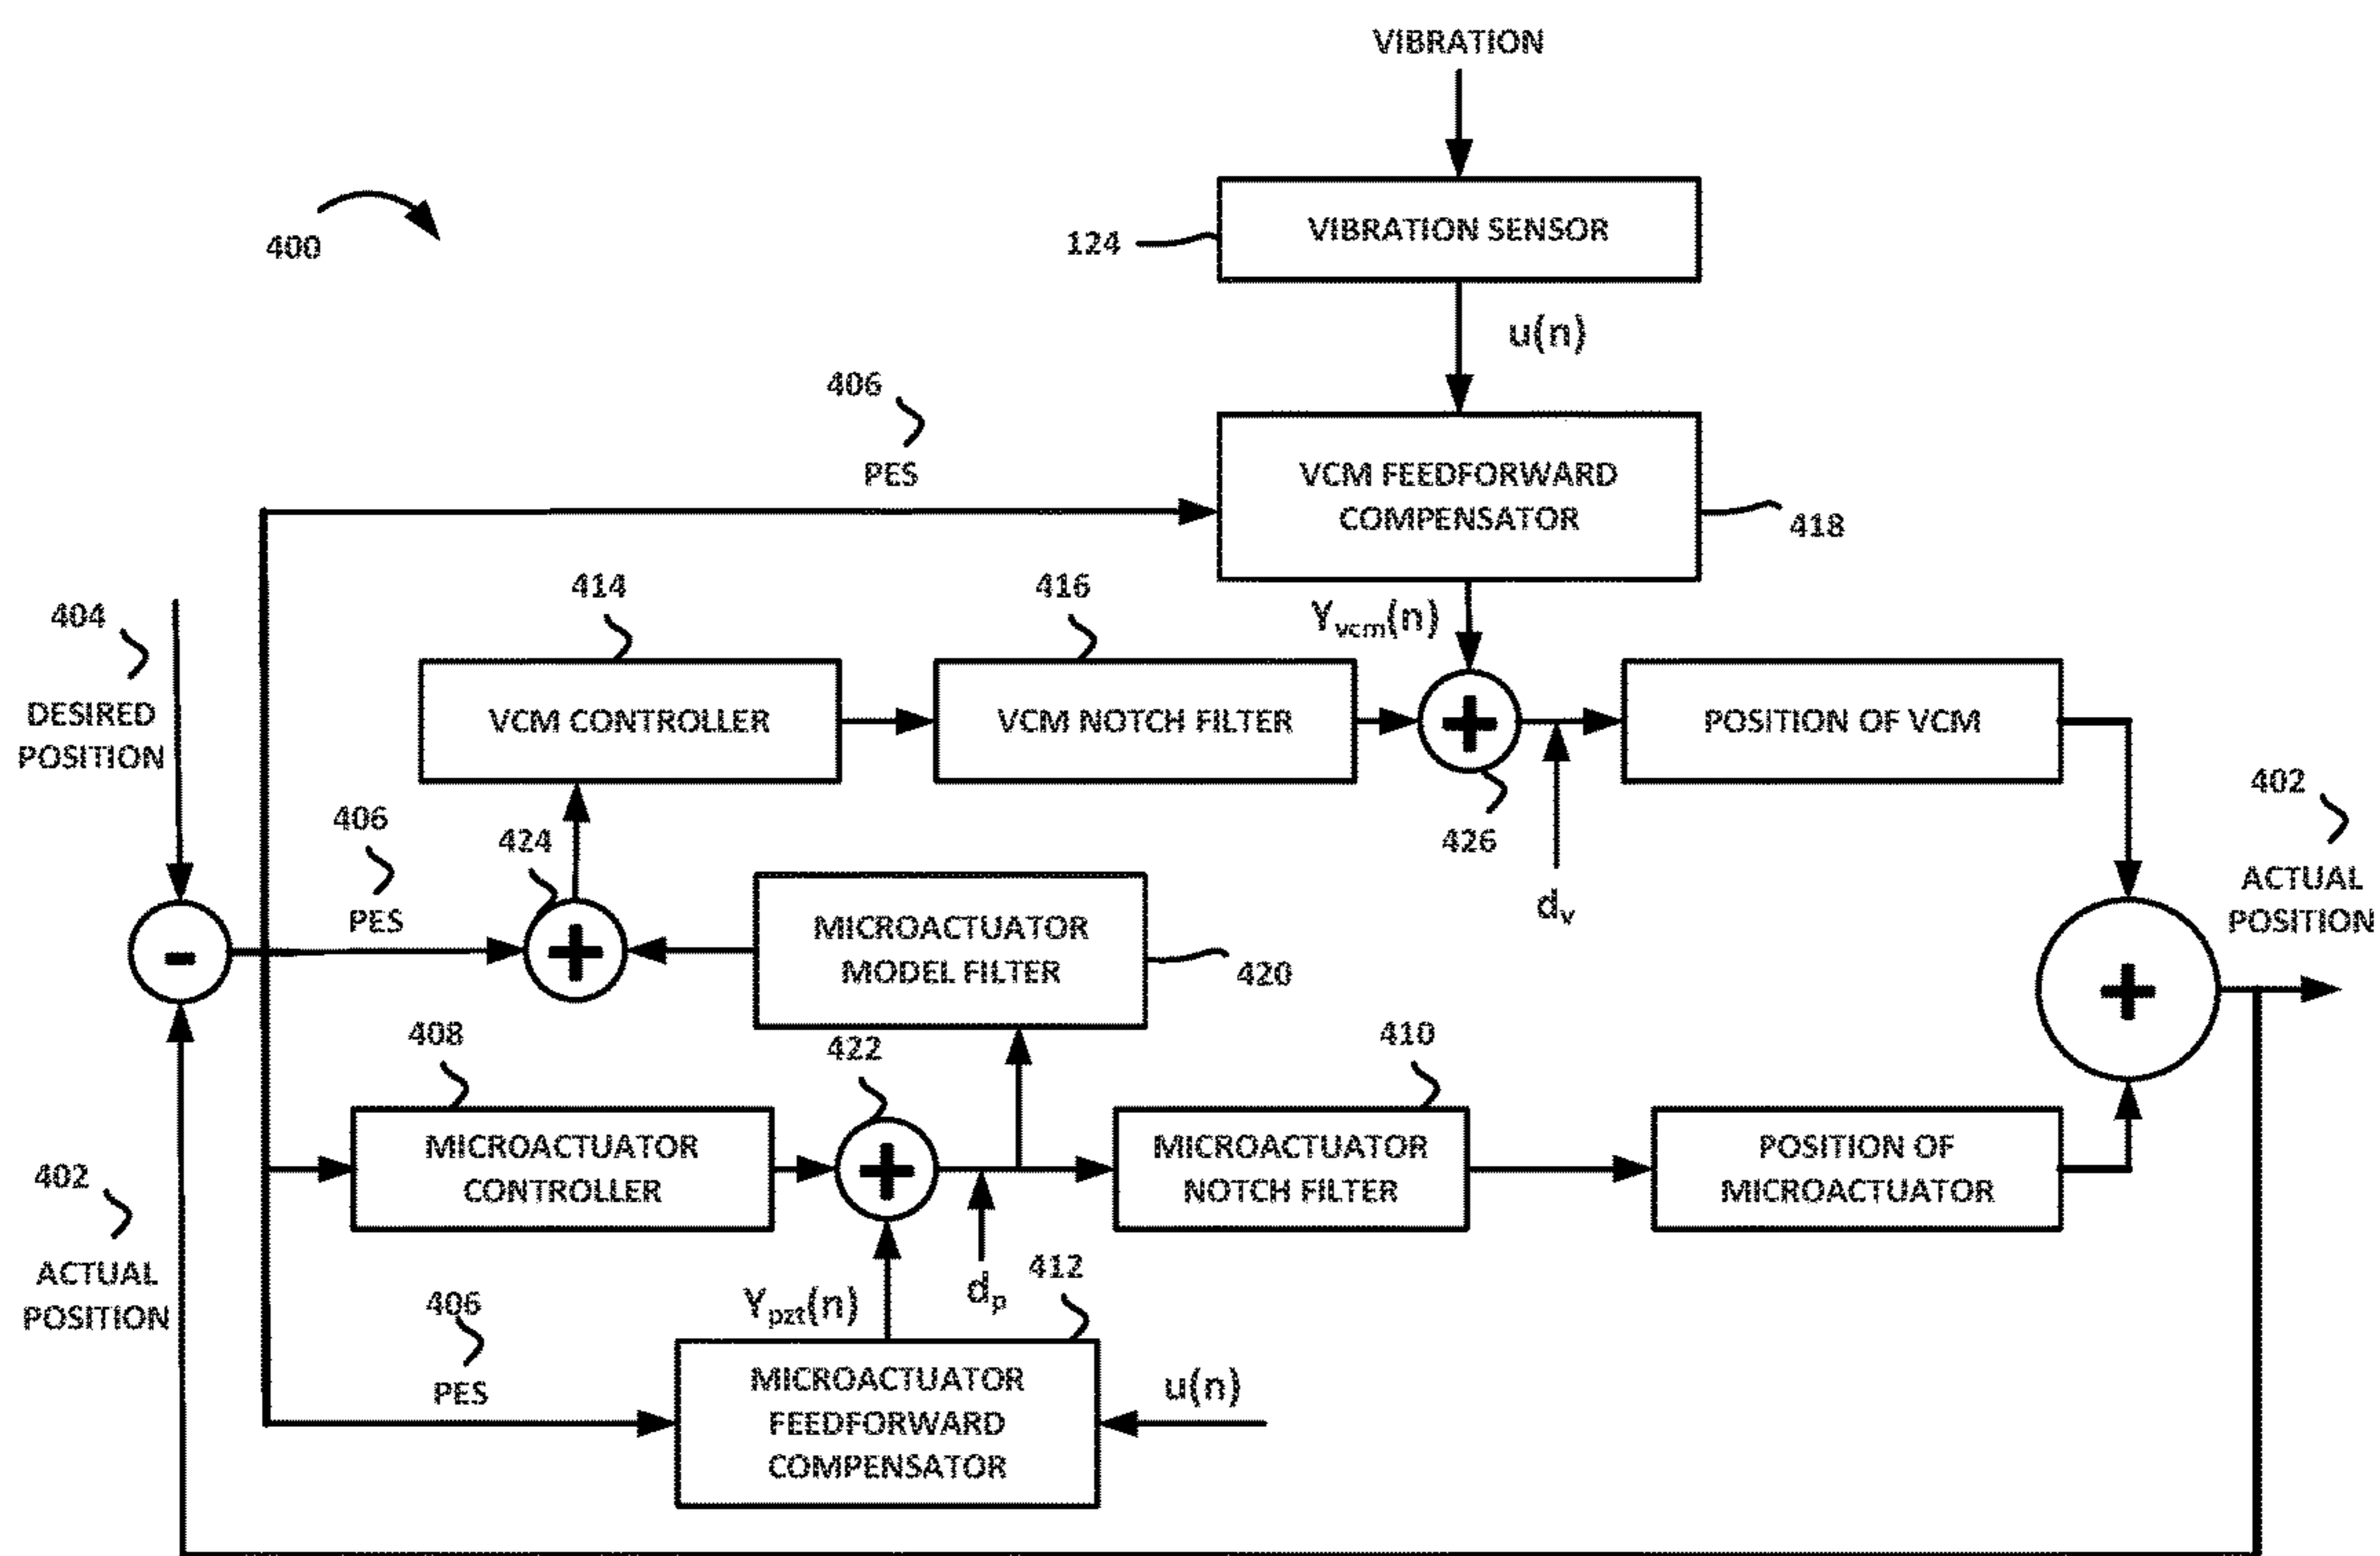 VIBRATION
400
124
VIBRATION SENSOR
u(n)
406
PES
VCM FEEDFORWARD
COMPENSATOR
418
404
DESIRED
POSITION
414
416
Yvcm(n)
VCM CONTROLLER
VCM NOTCH FILTER
+
POSITION OF VCM
426
dv
402
ACTUAL
POSITION
406
PES
424
-
+
MICROACTUATOR
MODEL FILTER
420
+
408
422
410
MICROACTUATOR
CONTROLLER
+
MICROACTUATOR
NOTCH FILTER
POSITION OF
MICROACTUATOR
402
ACTUAL
POSITION
406
PES
Ypzt(n)
dp
412
MICROACTUATOR
FEEDFORWARD
COMPENSATOR
u(n)